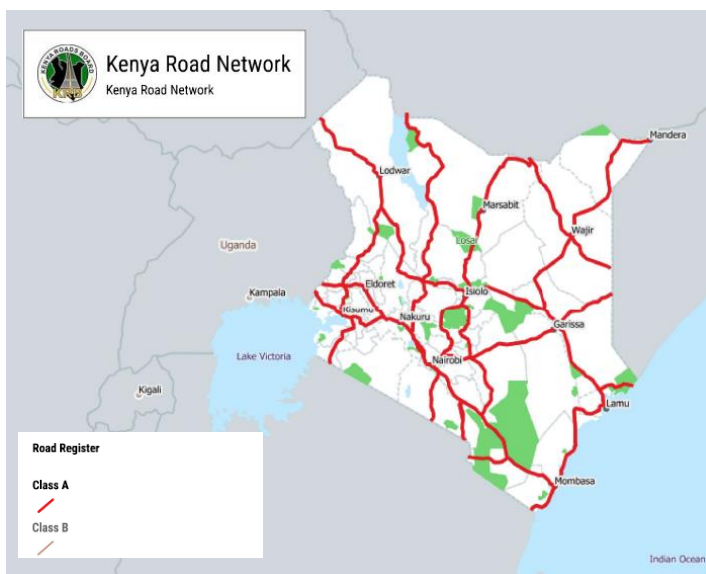 KENYA ROADS BOARD
KRB
Kenya Road Network
Kenya Road Network
Mandera
Lodwar
Marsabit
Losai
Wajir
Uganda
Kampala
Eldoret
Isiolo
Kisumu
Nakuru
Garissa
Lake Victoria
Nairobi
Kigali
Lamu
Road Register
Class A
Mombasa
Class B
Indian Ocean